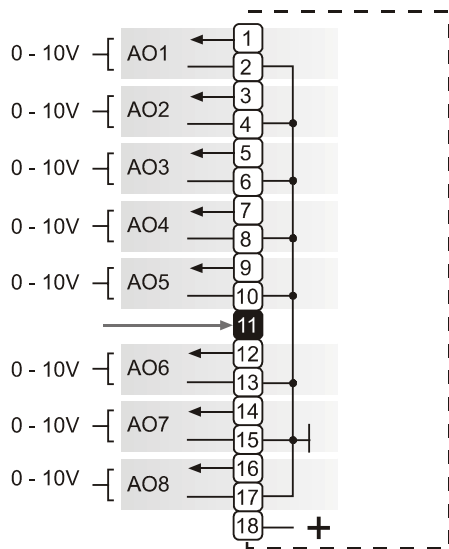 1
0 - 10V AO1
2
3
0 - 10V AO2
4
5
0 - 10V AO3
6
7
0 - 10V AO4
8
9
0 - 10V AO5
10
11
12
0 - 10V AO6
13
14
0 - 10V AO7
15
16
0 - 10V AO8
17
18 +